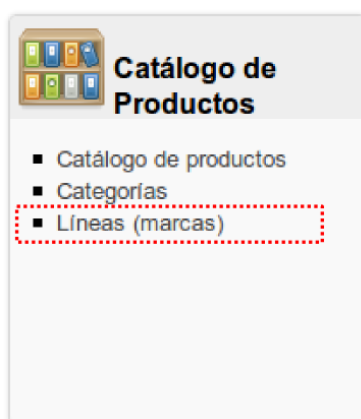 Catálogo de
Productos
Catálogo de productos
Categorías
Líneas (marcas)